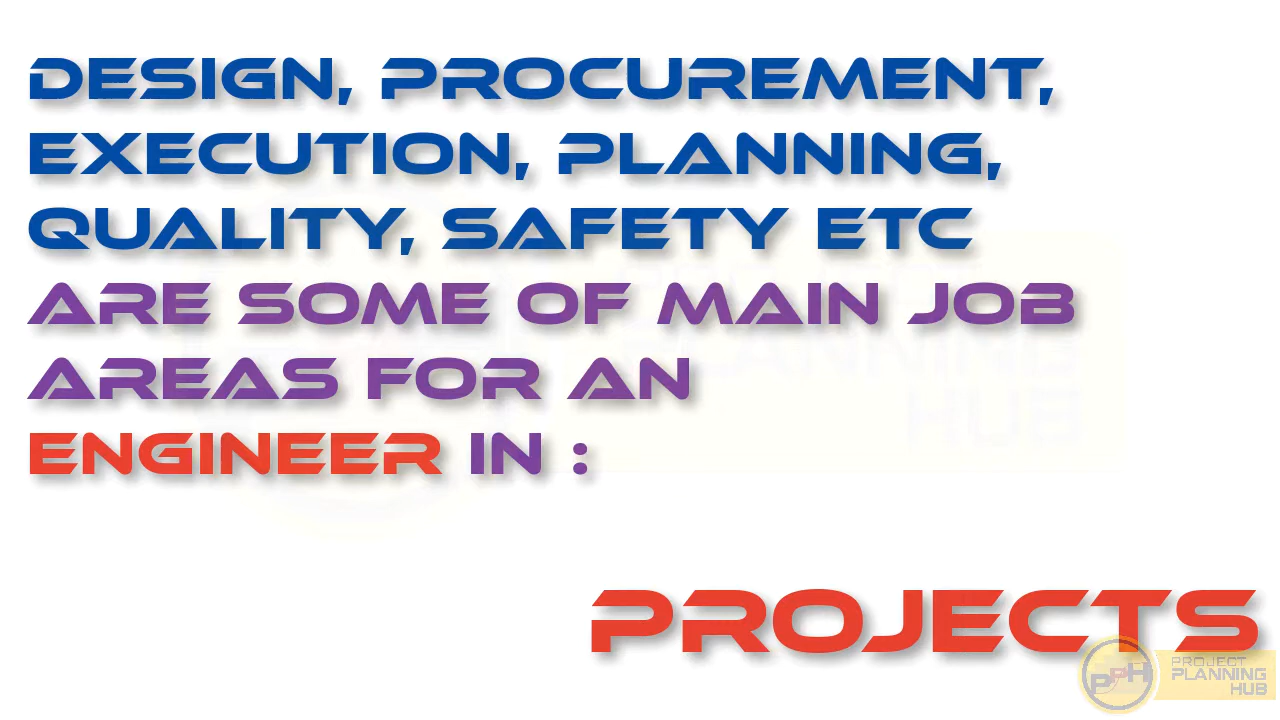 DESIGN, PROCUREMENT,
EXECUTION, PLANNING,
QUALITY, SAFETY ETC
ARE SOME OF MAIN JOB
AREAS FOR AN
ENGINEER IN :
PROJECTS
PPH
PROJECT
PLANNING
HUB